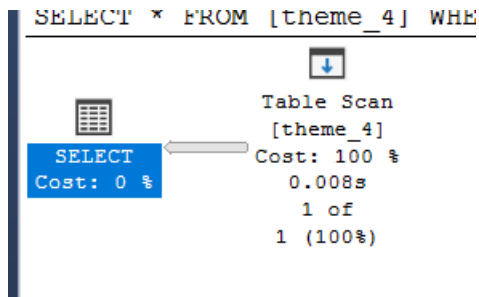 SELECT * FROM [theme_4] WHE
Table Scan
[theme_4]
Cost: 100 %
0.008s
1 of
1 (100%)
SELECT
Cost: 0 %